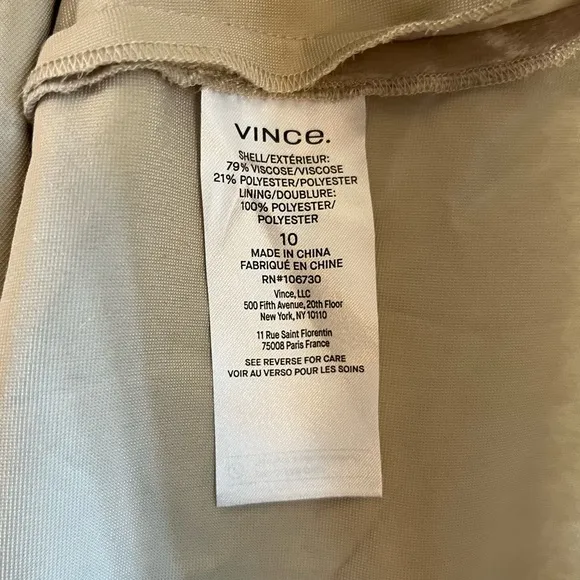 VINCE.
SHELL/EXTÉRIEUR:
79% VISCOSE/VISCOSE
21% POLYESTER/POLYESTER
LINING/DOUBLURE:
100% POLYESTER/
POLYESTER
10
MADE IN CHINA
FABRIQUÉ EN CHINE
RN#106730
Vince, LLC
500 Fifth Avenue, 20th Floor
New York, NY 10110
11 Rue Saint Florentin
75008 Paris France
SEE REVERSE FOR CARE
VOIR AU VERSO POUR LES SOINS